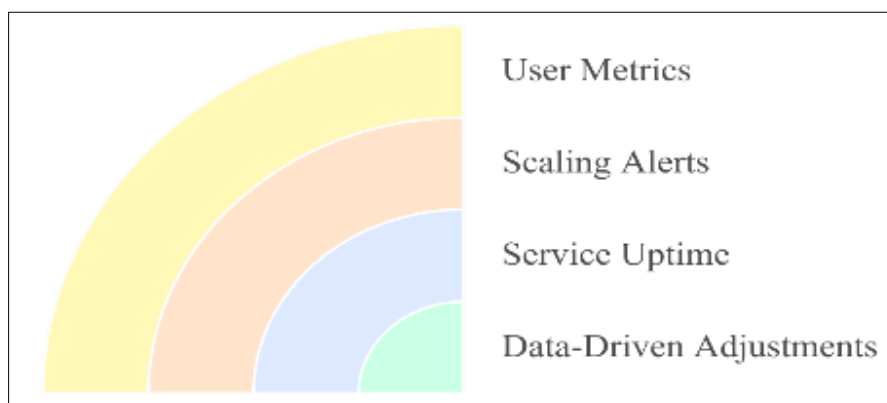 User Metrics
Scaling Alerts
Service Uptime
Data-Driven Adjustments